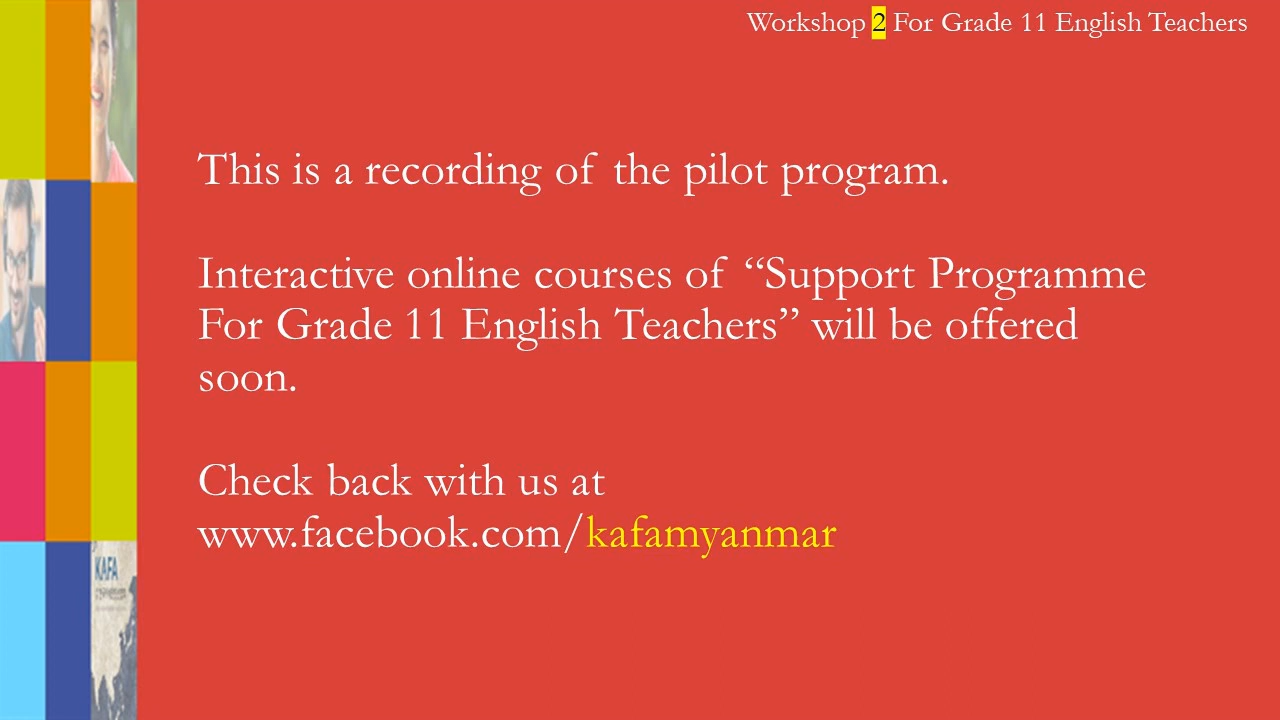 Workshop 2 For Grade 11 English Teachers
This is a recording of the pilot program.
Interactive online courses of “Support Programme
For Grade 11 English Teachers” will be offered
soon.
Check back with us at
www.facebook.com/kafamyanmar
KAFA